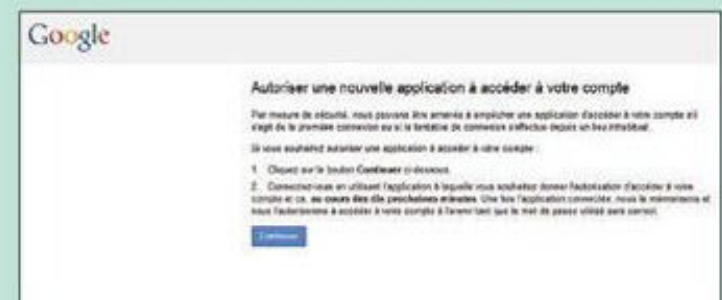 Google
Autoriser une nouvelle application à accéder à votre compte
Par mesure de sécurité, nous pouvons être amenés à empêcher une application d'accéder à votre compte s'il
s'agit de la première connexion ou si la tentative de connexion s'effectue depuis un lieu inhabituel.
Si vous souhaitez autoriser une application à accéder à votre compte :
1. Cliquez sur le bouton Continuer ci-dessous.
2. Connectez-vous en utilisant l'application à laquelle vous souhaitez donner l'autorisation d'accéder à votre
compte et ce, au cours des dix prochaines minutes. Une fois l'application connectée, nous la mémoriserons et
nous l'autoriserons à accéder à votre compte à l'avenir tant que le mot de passe utilisé sera correct.
Continuer